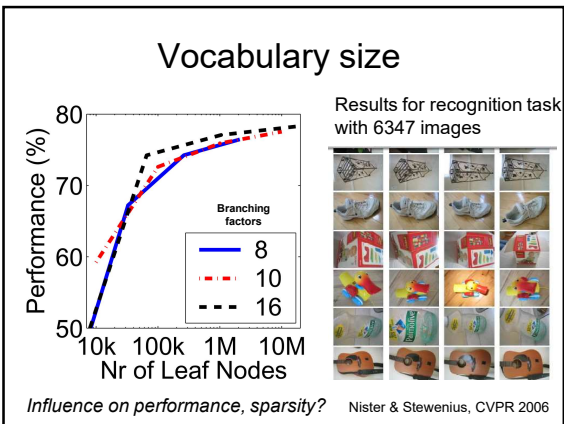 Vocabulary size
Results for recognition task
with 6347 images
80
70
60
50
Performance (%)
10k 100k 1M 10M
Nr of Leaf Nodes
Branching
factors
8
10
16
Palmolive
Influence on performance, sparsity?
Nister & Stewenius, CVPR 2006